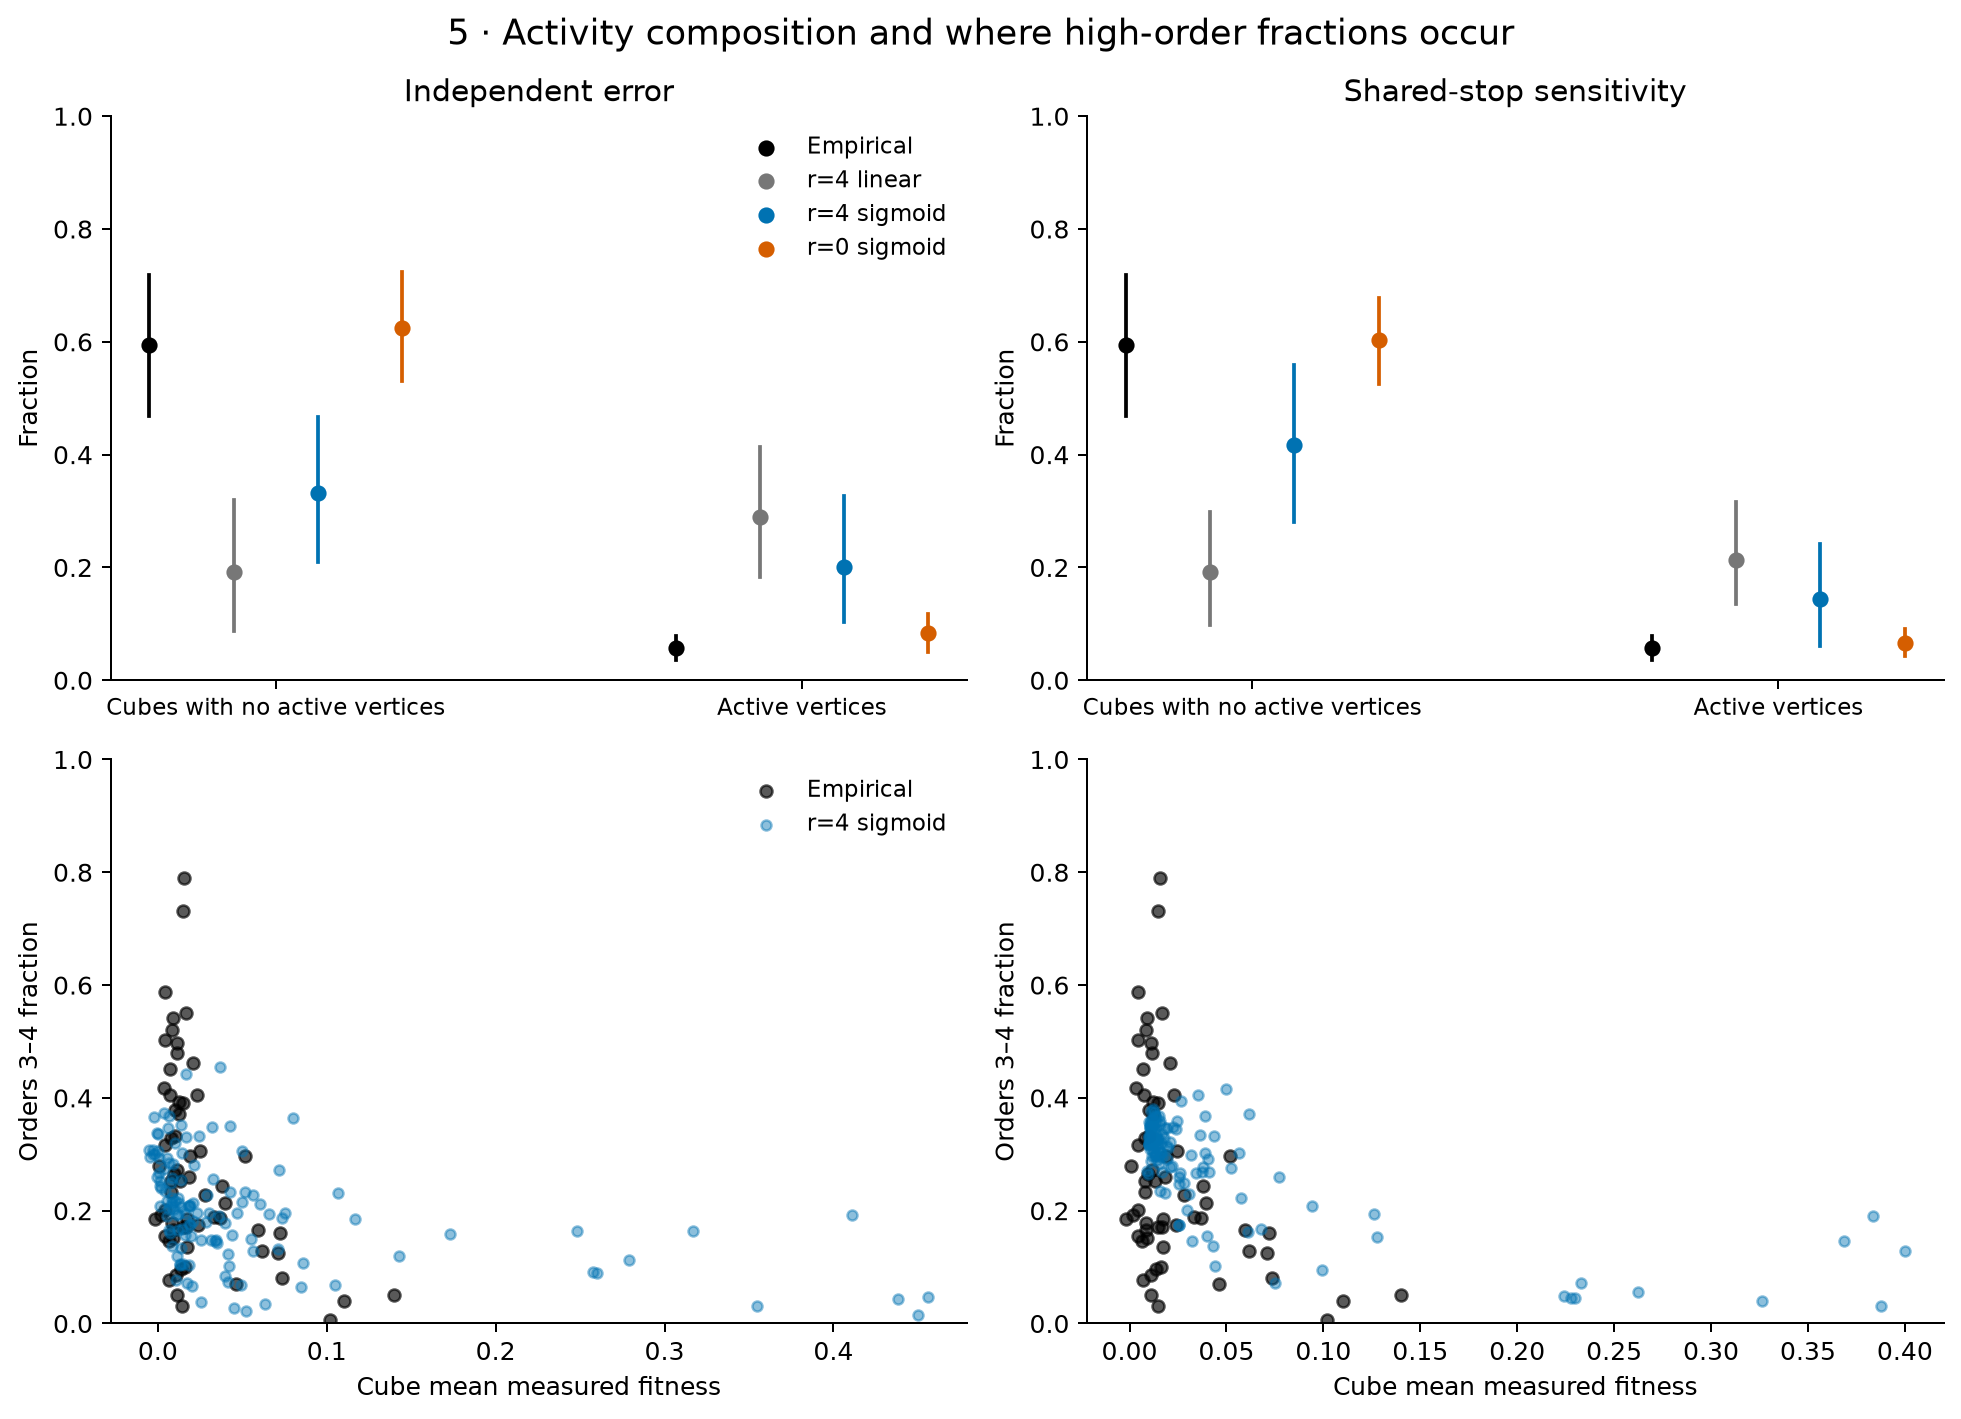 5 · Activity composition and where high-order fractions occur
Independent error
1.0
0.8
0.6
0.4
0.2
0.0
Fraction
Empirical
r=4 linear
r=4 sigmoid
r=0 sigmoid
Cubes with no active vertices
Active vertices
Shared-stop sensitivity
1.0
0.8
0.6
0.4
0.2
0.0
Fraction
Cubes with no active vertices
Active vertices
1.0
0.8
0.6
0.4
0.2
0.0
Orders 3–4 fraction
Empirical
r=4 sigmoid
0.0 0.1 0.2 0.3 0.4
Cube mean measured fitness
1.0
0.8
0.6
0.4
0.2
0.0
Orders 3–4 fraction
0.00 0.05 0.10 0.15 0.20 0.25 0.30 0.35 0.40
Cube mean measured fitness